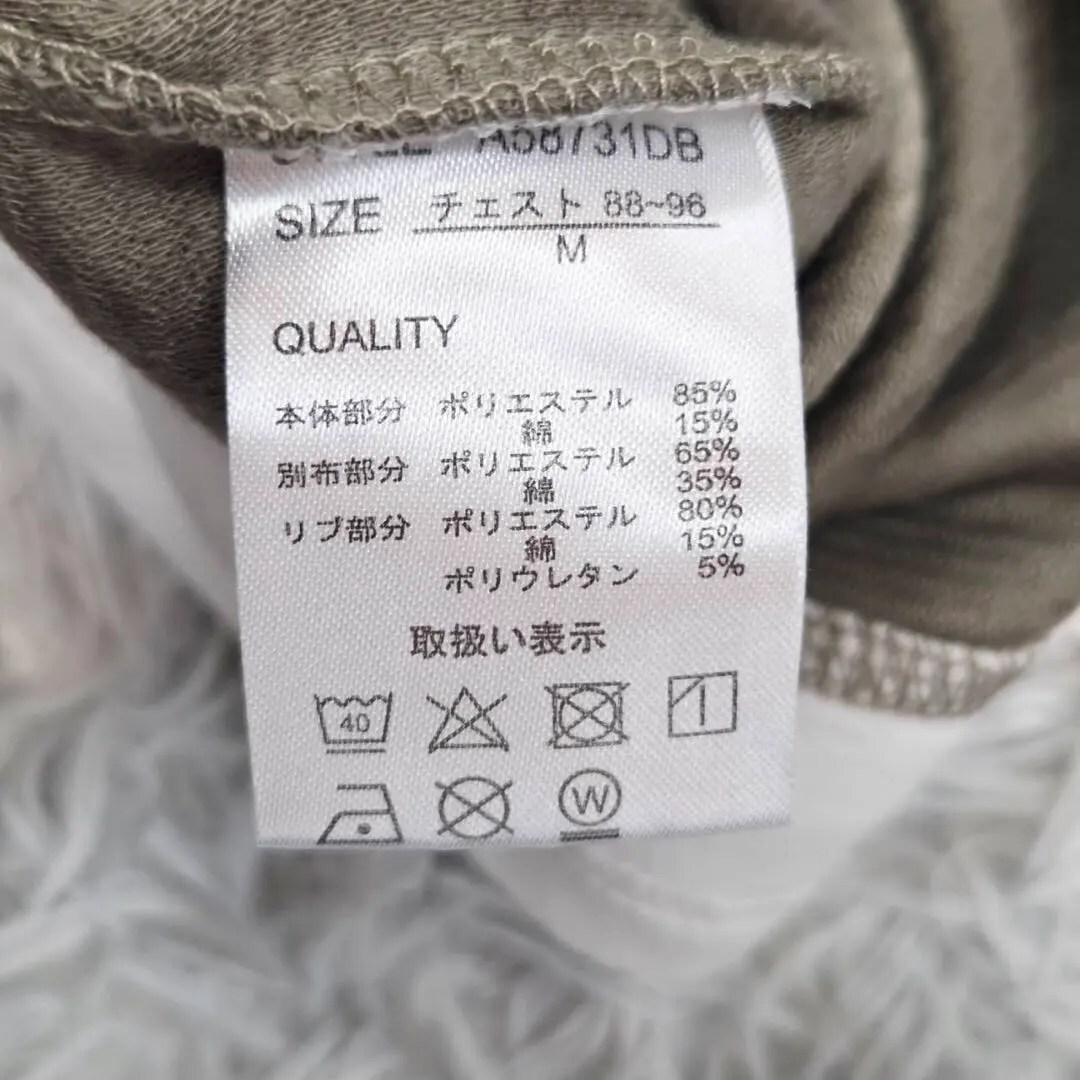 A58731DB
SIZE チェスト 88~96
M
QUALITY
本体部分 ポリエステル 85%
綿 15%
別布部分 ポリエステル 65%
綿 35%
リブ部分 ポリエステル 80%
綿 15%
ポリウレタン 5%
取扱い表示
40
W